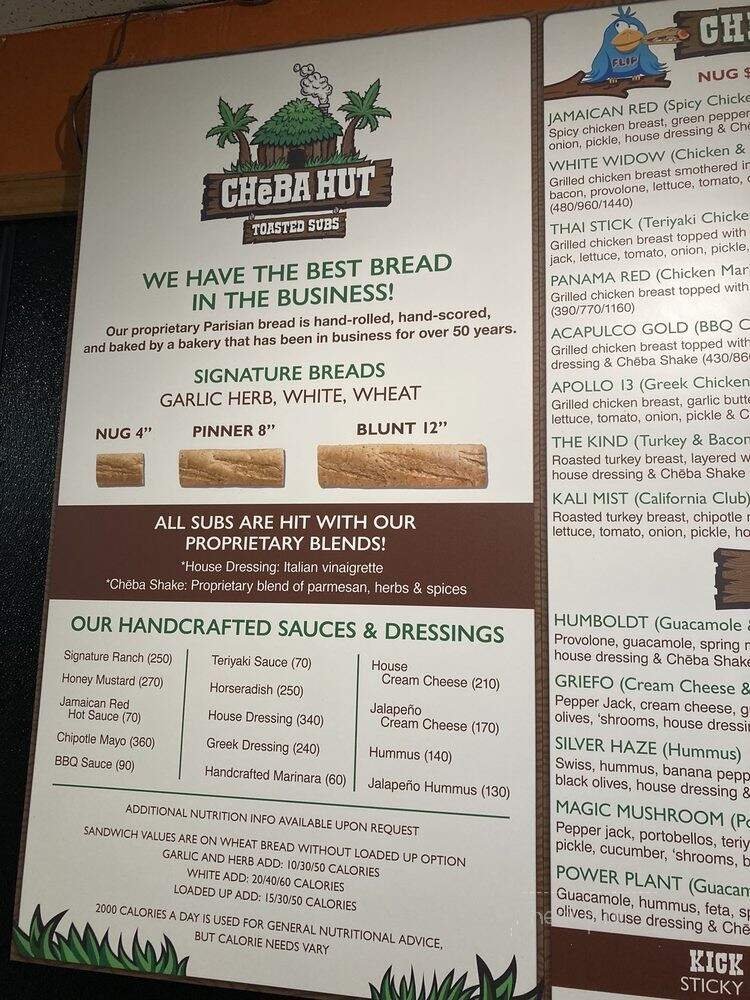 CHēBA HUT
TOASTED SUBS
WE HAVE THE BEST BREAD
IN THE BUSINESS!
Our proprietary Parisian bread is hand-rolled, hand-scored,
and baked by a bakery that has been in business for over 50 years.
SIGNATURE BREADS
GARLIC HERB, WHITE, WHEAT
NUG 4” PINNER 8” BLUNT 12”
ALL SUBS ARE HIT WITH OUR
PROPRIETARY BLENDS!
*House Dressing: Italian vinaigrette
*Chēba Shake: Proprietary blend of parmesan, herbs & spices
OUR HANDCRAFTED SAUCES & DRESSINGS
Signature Ranch (250)
Honey Mustard (270)
Jamaican Red
Hot Sauce (70)
Chipotle Mayo (360)
BBQ Sauce (90)
Teriyaki Sauce (70)
Horseradish (250)
House Dressing (340)
Greek Dressing (240)
Handcrafted Marinara (60)
House
Cream Cheese (210)
Jalapeño
Cream Cheese (170)
Hummus (140)
Jalapeño Hummus (130)
ADDITIONAL NUTRITION INFO AVAILABLE UPON REQUEST
SANDWICH VALUES ARE ON WHEAT BREAD WITHOUT LOADED UP OPTION
GARLIC AND HERB ADD: 10/30/50 CALORIES
WHITE ADD: 20/40/60 CALORIES
LOADED UP ADD: 15/30/50 CALORIES
2000 CALORIES A DAY IS USED FOR GENERAL NUTRITIONAL ADVICE,
BUT CALORIE NEEDS VARY
FLIP
CH
NUG $
JAMAICAN RED (Spicy Chicke
Spicy chicken breast, green pepper
onion, pickle, house dressing & Ch
WHITE WIDOW (Chicken &
Grilled chicken breast smothered in
bacon, provolone, lettuce, tomato,
(480/960/1440)
THAI STICK (Teriyaki Chicke
Grilled chicken breast topped with
jack, lettuce, tomato, onion, pickle,
PANAMA RED (Chicken Mar
Grilled chicken breast topped with
(390/770/1160)
ACAPULCO GOLD (BBQ C
Grilled chicken breast topped with
dressing & Chēba Shake (430/86
APOLLO 13 (Greek Chicken
Grilled chicken breast, garlic butte
lettuce, tomato, onion, pickle & C
THE KIND (Turkey & Bacon
Roasted turkey breast, layered w
house dressing & Chēba Shake
KALI MIST (California Club)
Roasted turkey breast, chipotle
lettuce, tomato, onion, pickle, ho
HUMBOLDT (Guacamole &
Provolone, guacamole, spring
house dressing & Chēba Shake
GRIEFO (Cream Cheese &
Pepper Jack, cream cheese, g
olives, ‘shrooms, house dressi
SILVER HAZE (Hummus)
Swiss, hummus, banana pepp
black olives, house dressing &
MAGIC MUSHROOM (Po
Pepper jack, portobellos, teriy
pickle, cucumber, ‘shrooms, b
POWER PLANT (Guacam
Guacamole, hummus, feta, sp
olives, house dressing & Chē
KICK
STICKY